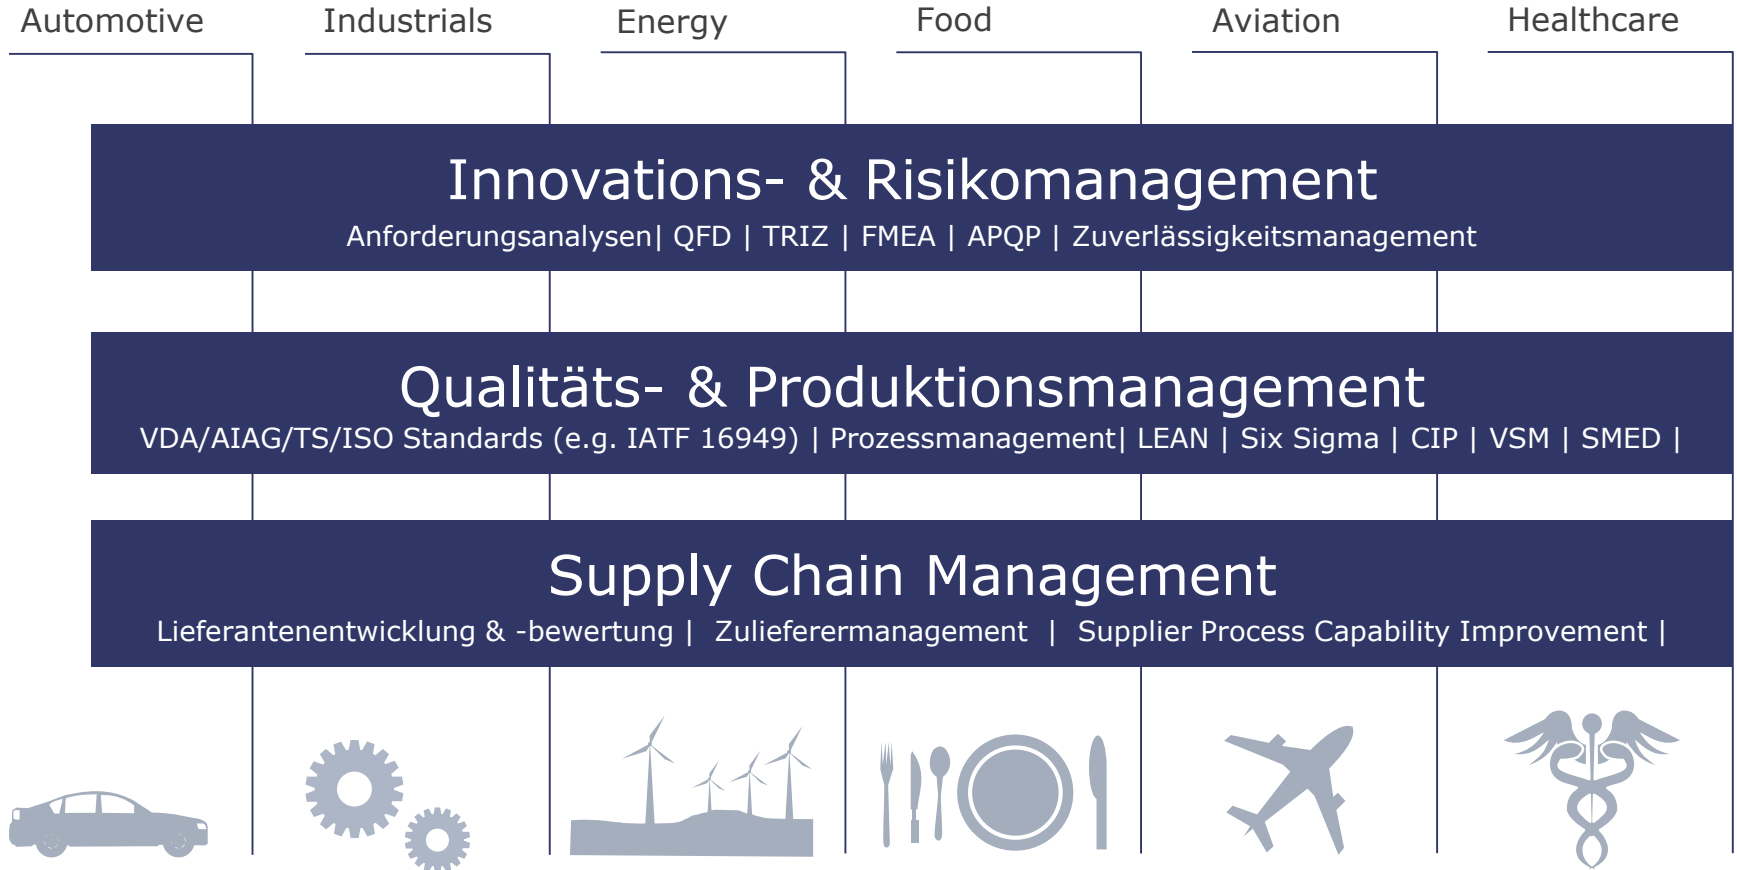 Automotive
Industrials
Energy
Food
Aviation
Healthcare
Innovations- & Risikomanagement
Anforderungsanalysen| QFD | TRIZ | FMEA | APQP | Zuverlässigkeitsmanagement
Qualitäts- & Produktionsmanagement
VDA/AIAG/TS/ISO Standards (e.g. IATF 16949) | Prozessmanagement| LEAN | Six Sigma | CIP | VSM | SMED |
Supply Chain Management
Lieferantenentwicklung & -bewertung | Zulieferermanagement | Supplier Process Capability Improvement |